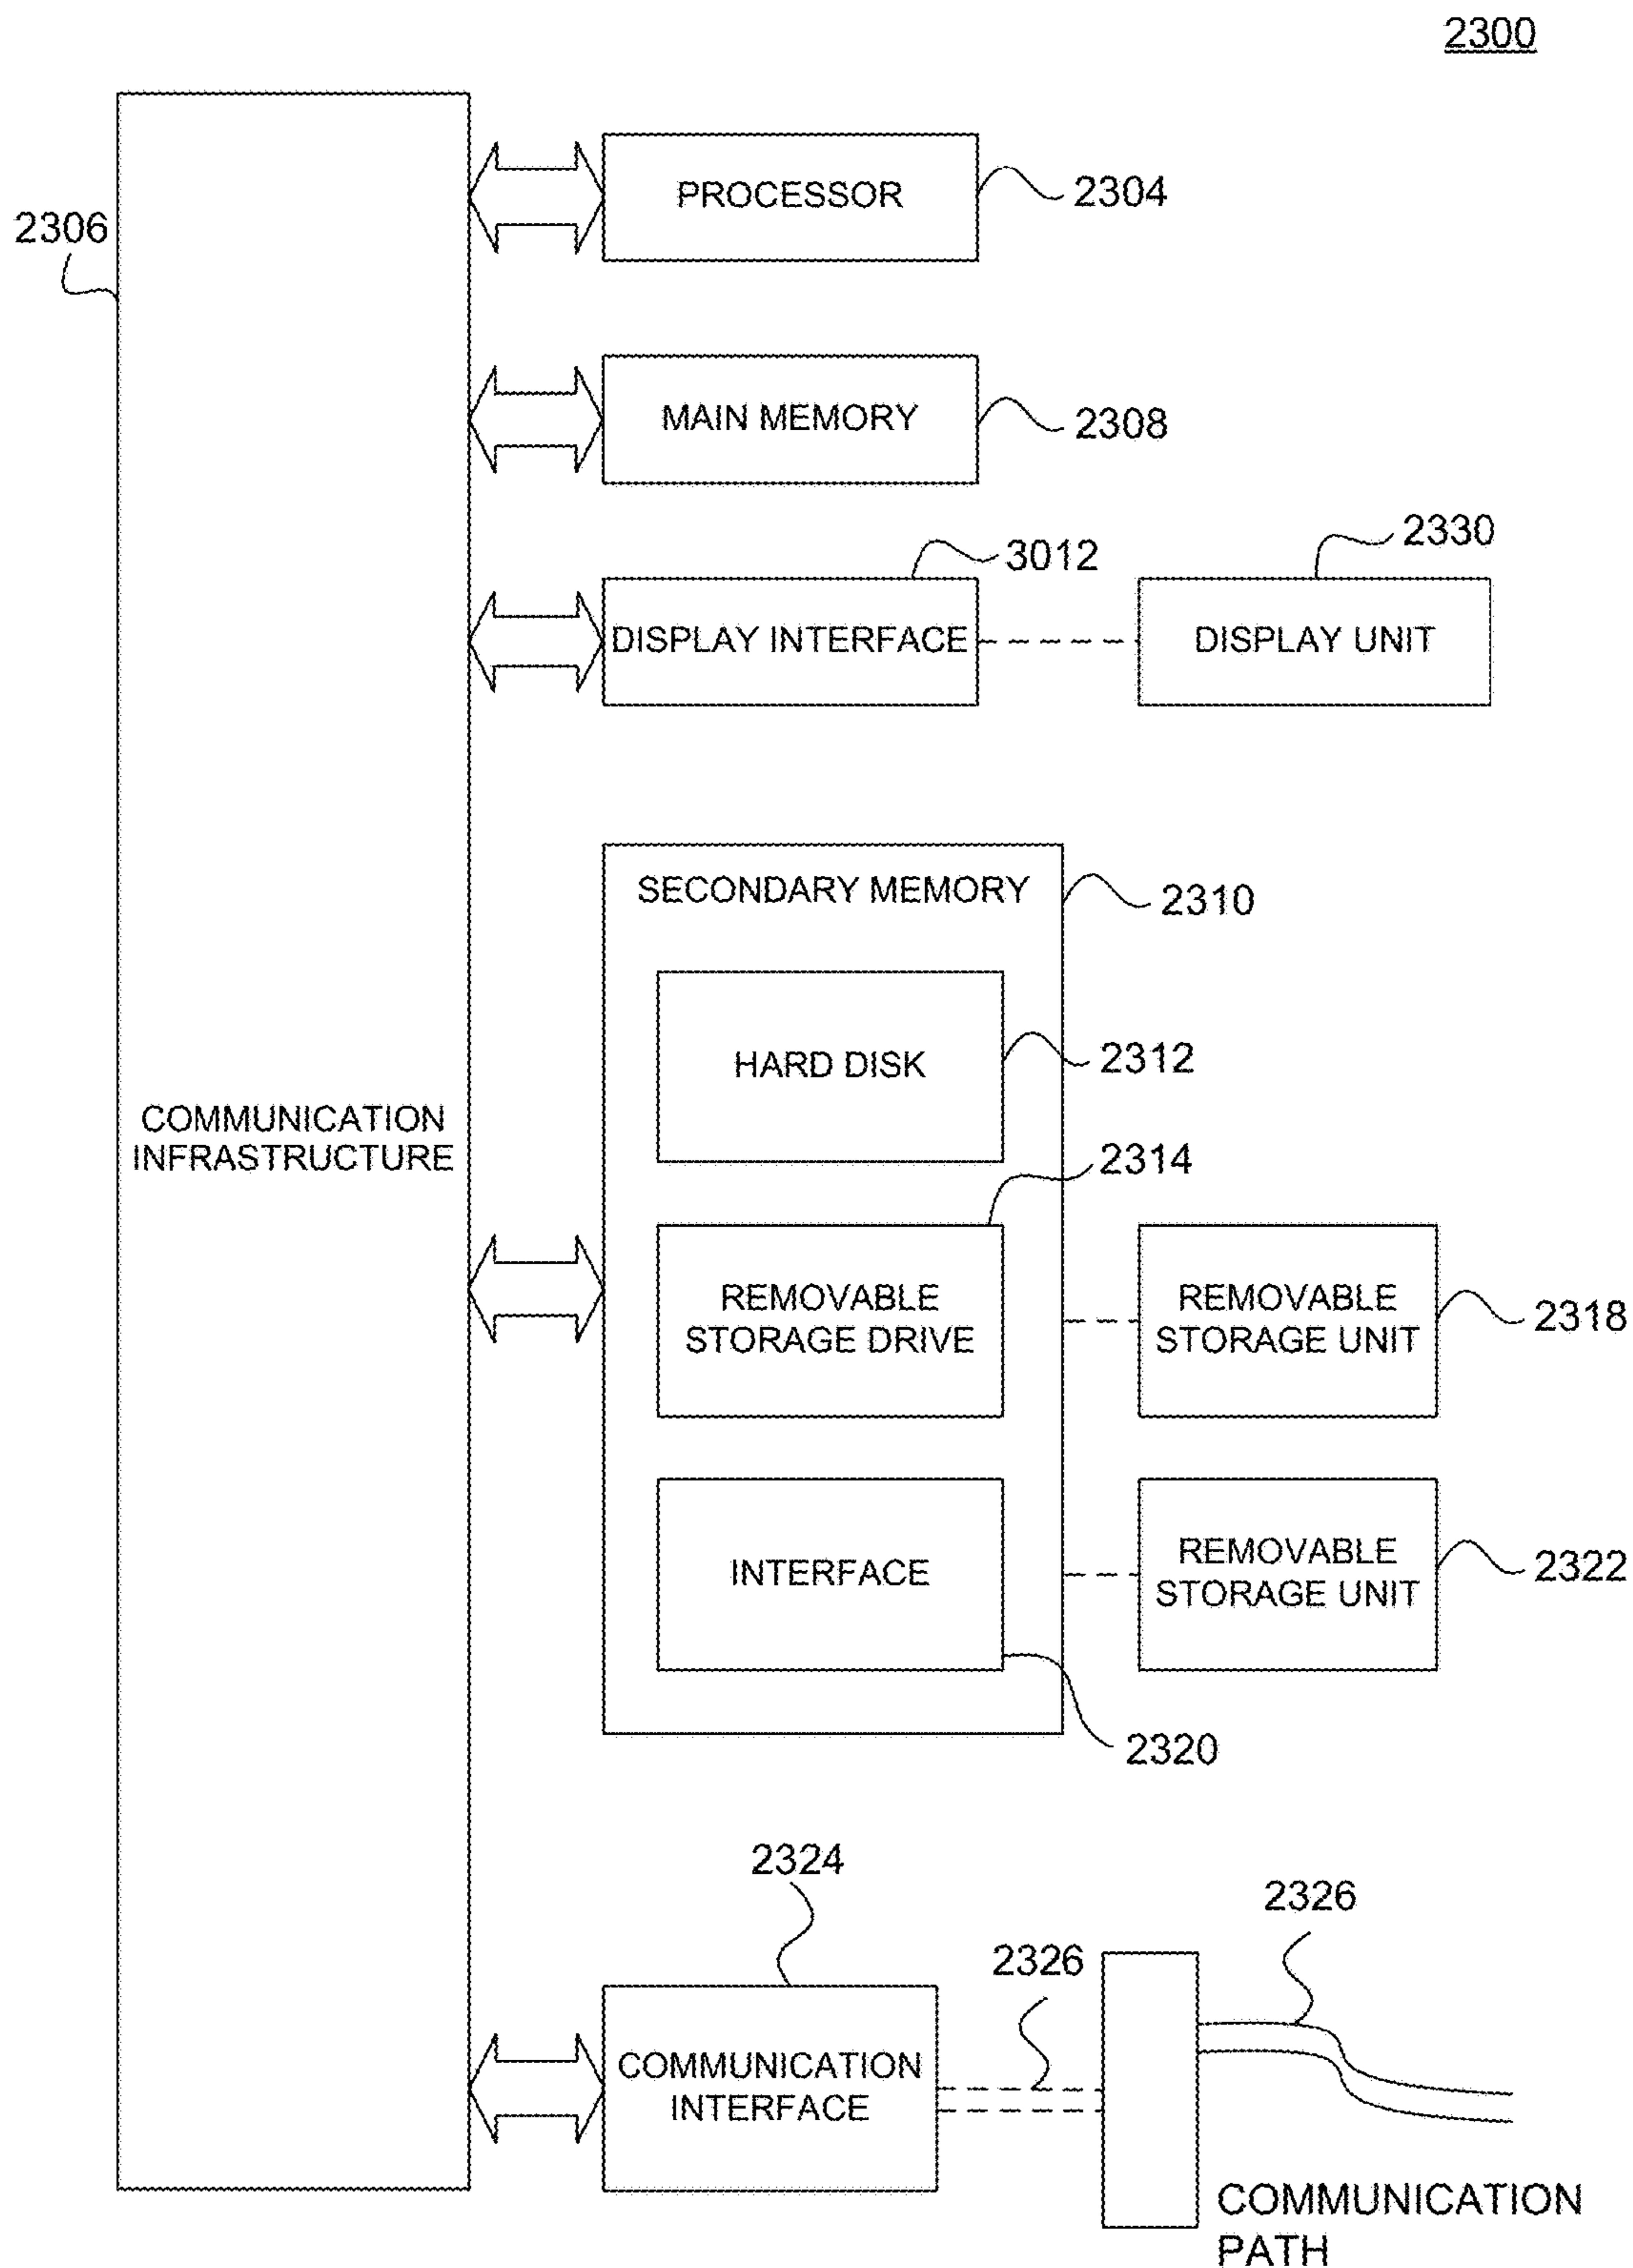 2300
2306
PROCESSOR
2304
MAIN MEMORY
2308
3012
2330
DISPLAY INTERFACE
DISPLAY UNIT
SECONDARY MEMORY
2310
HARD DISK
2312
COMMUNICATION
INFRASTRUCTURE
2314
REMOVABLE
STORAGE DRIVE
REMOVABLE
STORAGE UNIT
2318
INTERFACE
REMOVABLE
STORAGE UNIT
2322
2320
2324
2326
2326
COMMUNICATION
INTERFACE
COMMUNICATION
PATH